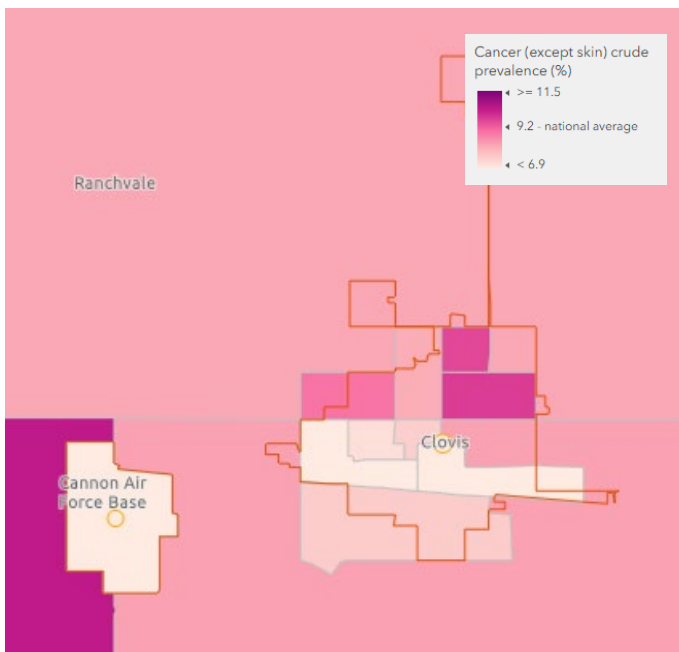 Cancer (except skin) crude
prevalence (%)
>= 11.5
9.2 - national average
< 6.9
Ranchvale
Clovis
Cannon Air
Force Base